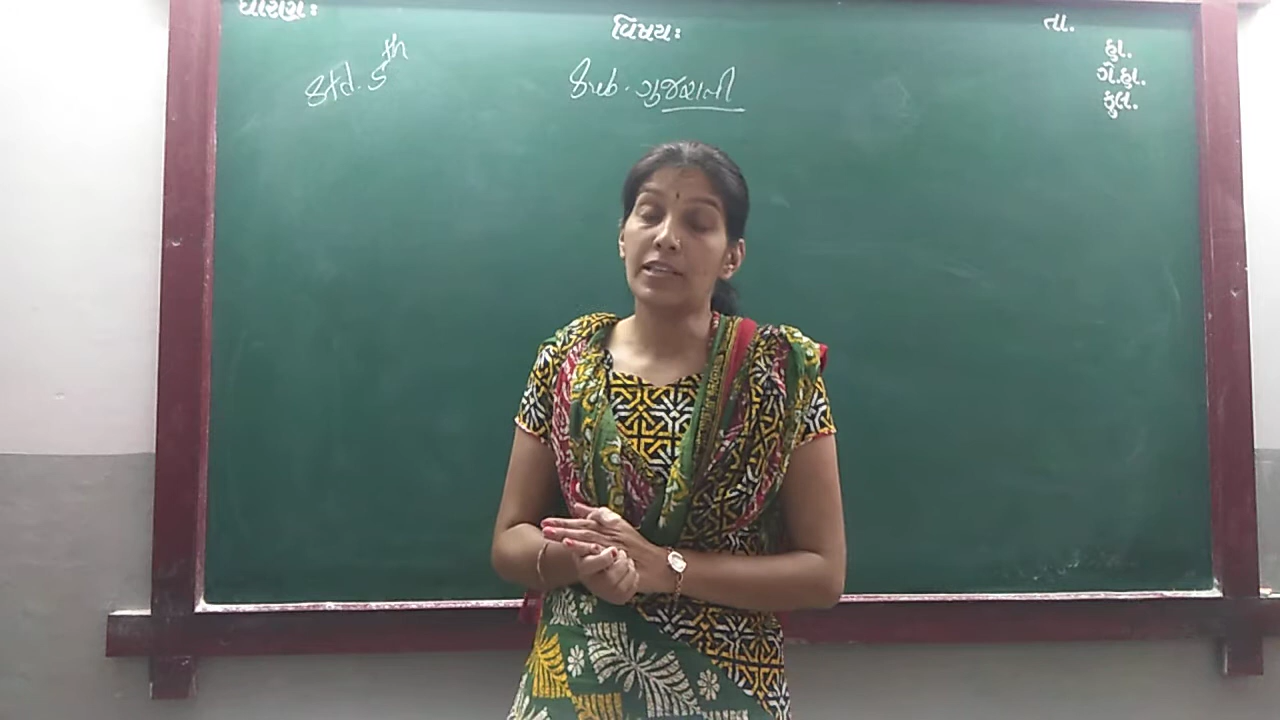 ધોરણ:
વિષય:
તા.
હા.
ગે.હા.
કુલ.
Std. 5th
Sub. ગુજરાતી